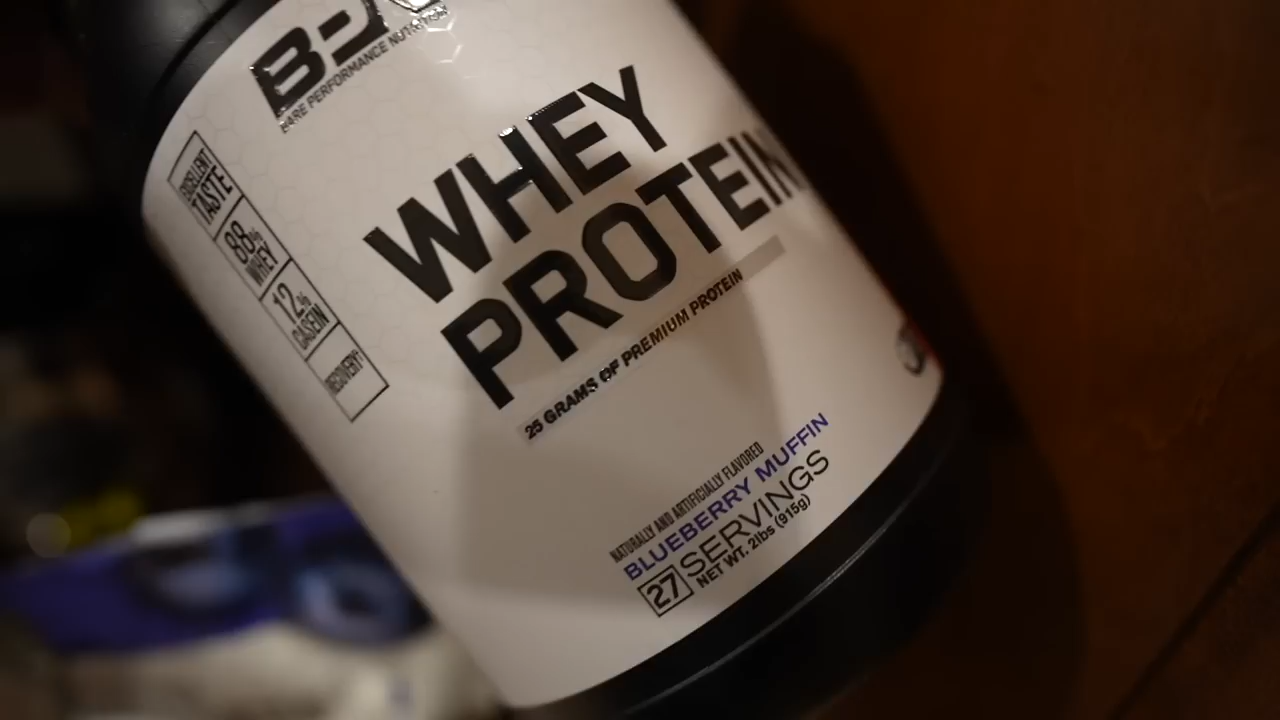 BARE PERFORMANCE NUTRITION
EXCELLENT
TASTE
88%
WHEY
12%
CASEIN
RECOVERY+
WHEY
PROTEIN
25 GRAMS OF PREMIUM PROTEIN
NATURALLY AND ARTIFICIALLY FLAVORED
BLUEBERRY MUFFIN
27 SERVINGS
NET WT. 2lbs (915g)